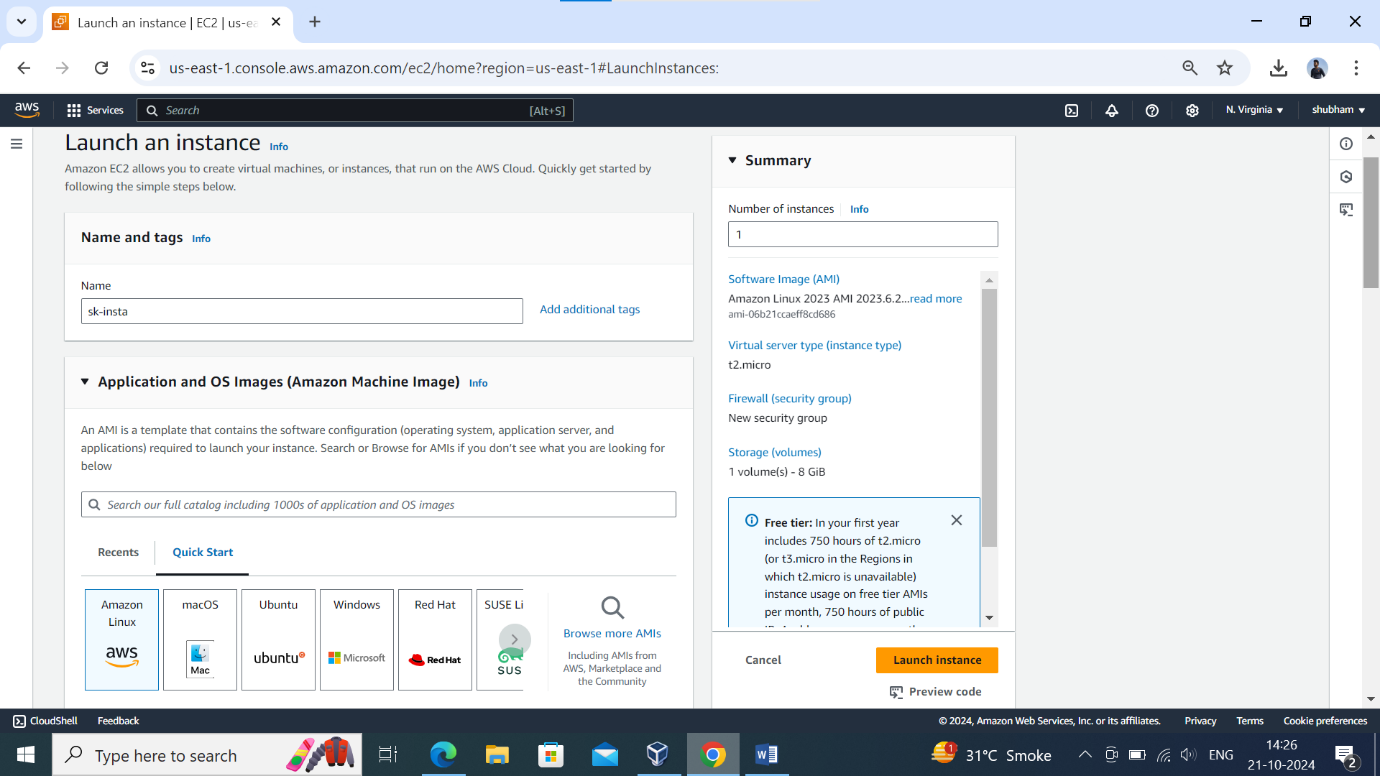 Launch an instance | EC2 | us-ea
us-east-1.console.aws.amazon.com/ec2/home?region=us-east-1#LaunchInstances:
aws
Services
Search
[Alt+S]
N. Virginia
shubham
Launch an instance Info
Amazon EC2 allows you to create virtual machines, or instances, that run on the AWS Cloud. Quickly get started by
following the simple steps below.
Name and tags Info
Name
sk-insta
Add additional tags
Application and OS Images (Amazon Machine Image) Info
An AMI is a template that contains the software configuration (operating system, application server, and
applications) required to launch your instance. Search or Browse for AMIs if you don't see what you are looking for
below
Search our full catalog including 1000s of application and OS images
Recents
Quick Start
Amazon
Linux
aws
macOS
Mac
Ubuntu
ubuntu
Windows
Microsoft
Red Hat
Red Hat
SUSE Li
SUS
Browse more AMIs
Including AMIs from
AWS, Marketplace and
the Community
Summary
Number of instances Info
1
Software Image (AMI)
Amazon Linux 2023 AMI 2023.6.2...read more
ami-06b21ccaeff8cd686
Virtual server type (instance type)
t2.micro
Firewall (security group)
New security group
Storage (volumes)
1 volume(s) - 8 GiB
Free tier: In your first year
includes 750 hours of t2.micro
(or t3.micro in the Regions in
which t2.micro is unavailable)
instance usage on free tier AMIs
per month, 750 hours of public
Cancel
Launch instance
Preview code
CloudShell
Feedback
© 2024, Amazon Web Services, Inc. or its affiliates.
Privacy
Terms
Cookie preferences
Type here to search
1
31°C Smoke
ENG
14:26
21-10-2024
2